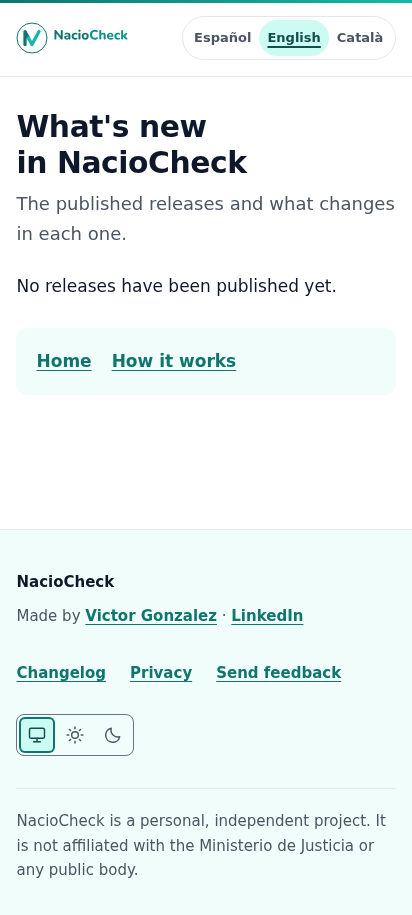 NacioCheck
Español English Català
What's new
in NacioCheck
The published releases and what changes
in each one.
No releases have been published yet.
Home How it works
NacioCheck
Made by Victor Gonzalez · LinkedIn
Changelog Privacy Send feedback
NacioCheck is a personal, independent project. It
is not affiliated with the Ministerio de Justicia or
any public body.